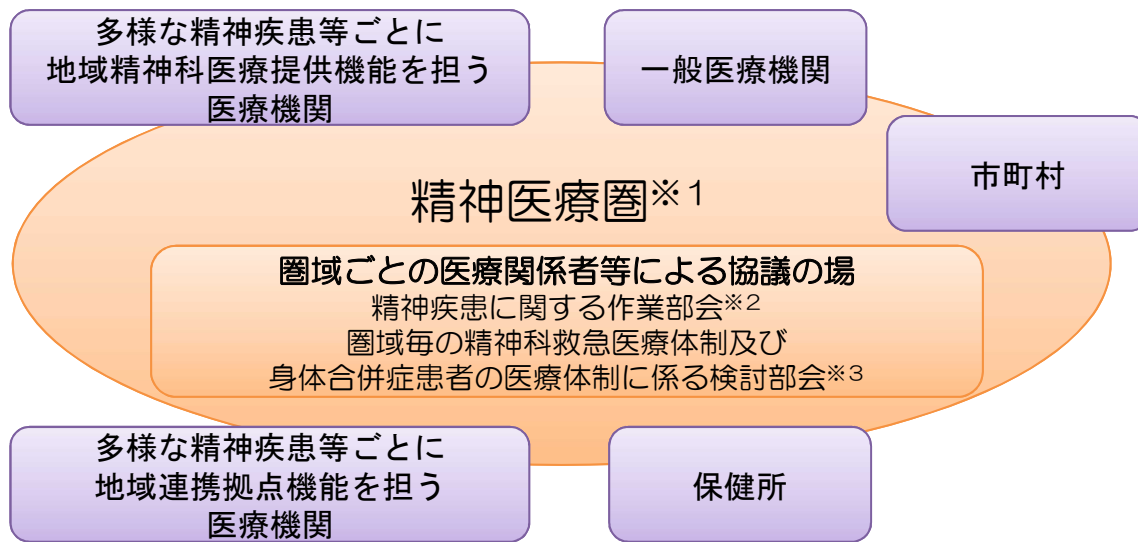 多様な精神疾患等ごとに
地域精神科医療提供機能を担う
医療機関
一般医療機関
市町村
精神医療圏※1
圏域ごとの医療関係者等による協議の場
精神疾患に関する作業部会※2
圏域毎の精神科救急医療体制及び
身体合併症患者の医療体制に係る検討部会※3
多様な精神疾患等ごとに
地域連携拠点機能を担う
医療機関
保健所